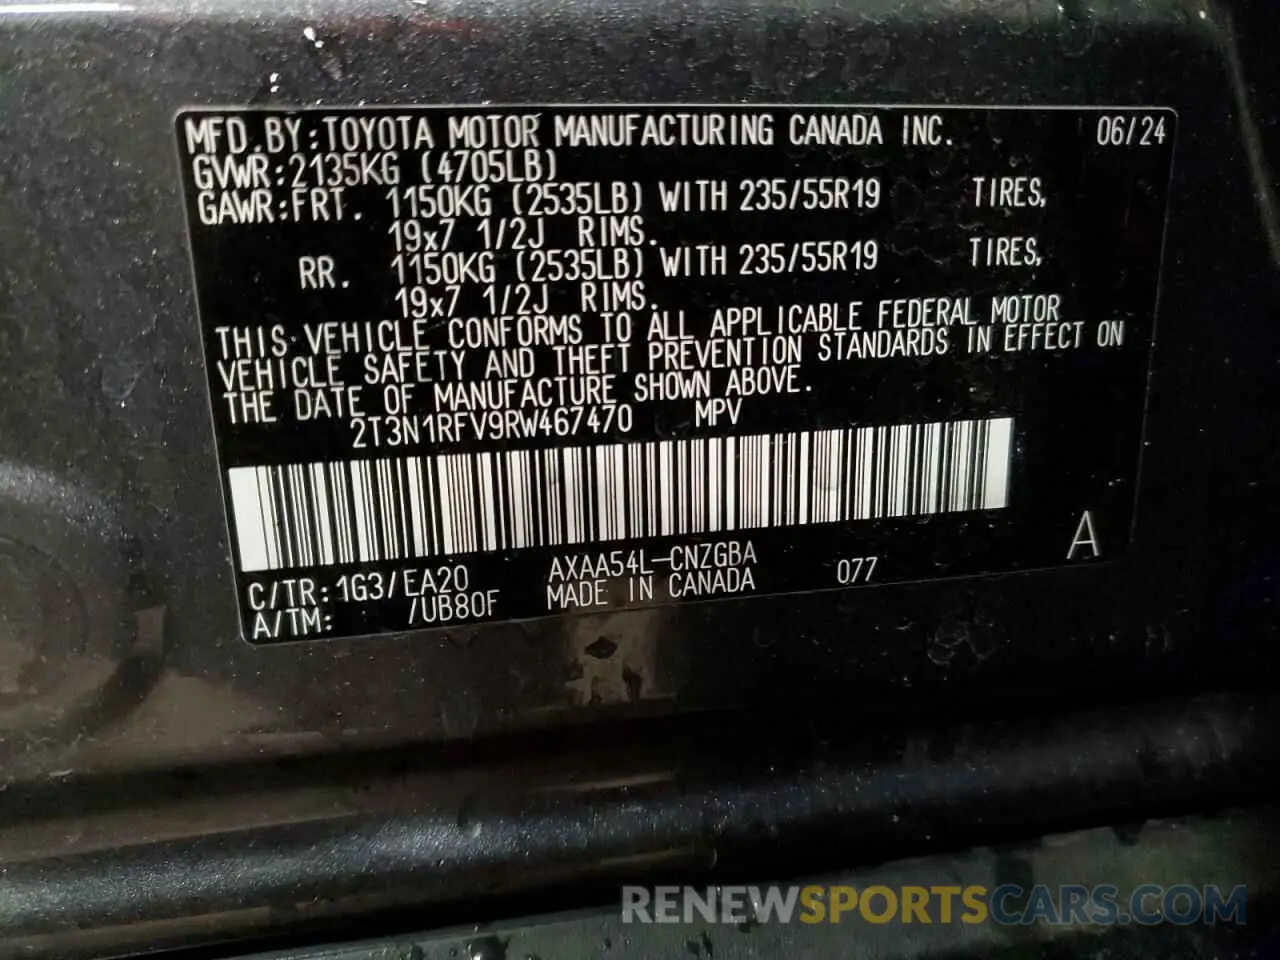 MFD.BY:TOYOTA MOTOR MANUFACTURING CANADA INC. 06/24
GVWR:2135KG (4705LB)
GAWR:FRT. 1150KG (2535LB) WITH 235/55R19 TIRES,
19x7 1/2J RIMS.
RR. 1150KG (2535LB) WITH 235/55R19 TIRES,
19x7 1/2J RIMS.
THIS VEHICLE CONFORMS TO ALL APPLICABLE FEDERAL MOTOR
VEHICLE SAFETY AND THEFT PREVENTION STANDARDS IN EFFECT ON
THE DATE OF MANUFACTURE SHOWN ABOVE.
2T3N1RFV9RW467470 MPV
A
C/TR:1G3/EA20 AXAA54L-CNZGBA 077
A/TM: /UB80F MADE IN CANADA
RENEWSPORTSCARS.COM